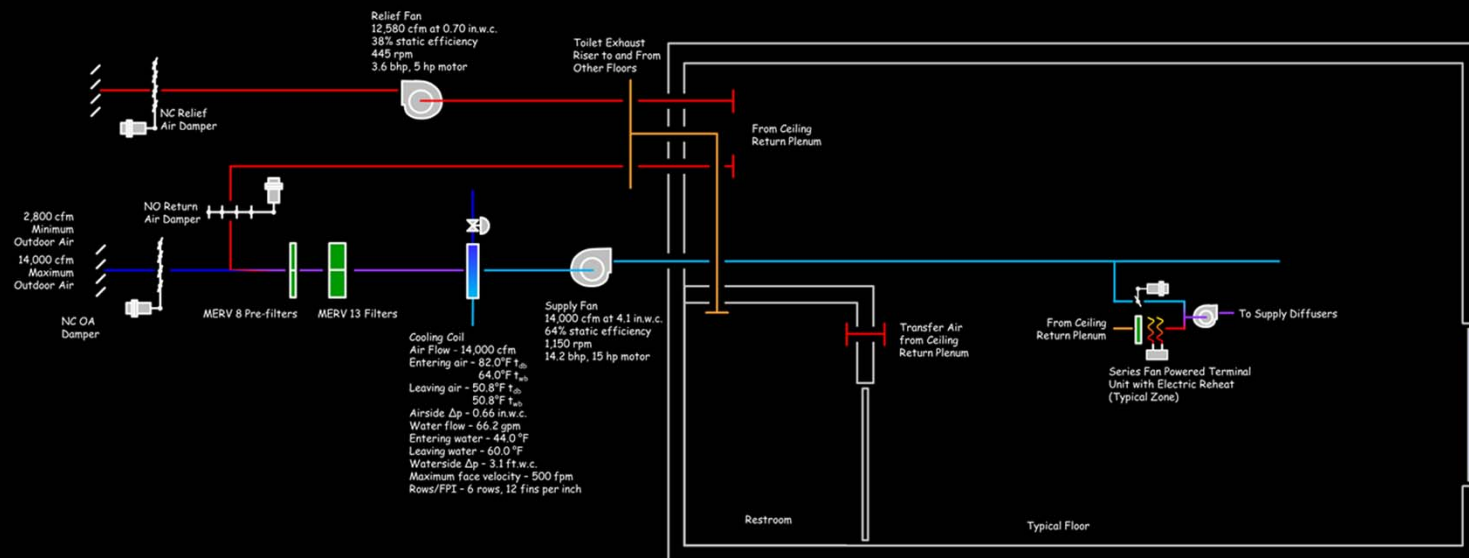 Relief Fan
12,580 cfm at 0.70 in.w.c.
38% static efficiency
445 rpm
3.6 bhp, 5 hp motor
Toilet Exhaust
Riser to and From
Other Floors
NC Relief
Air Damper
From Ceiling
Return Plenum
NO Return
Air Damper
2,800 cfm
Minimum
Outdoor Air
14,000 cfm
Maximum
Outdoor Air
NC OA
Damper
MERV 8 Pre-filters
MERV 13 Filters
Supply Fan
14,000 cfm at 4.1 in.w.c.
64% static efficiency
1,150 rpm
14.2 bhp, 15 hp motor
Cooling Coil
Air Flow - 14,000 cfm
Entering air - 82.0°F t_db
64.0°F t_wb
Leaving air - 50.8°F t_db
50.8°F t_wb
Airside Δp - 0.66 in.w.c.
Water flow - 66.2 gpm
Entering water - 44.0 °F
Leaving water - 60.0 °F
Waterside Δp - 3.1 ft.w.c.
Maximum face velocity - 500 fpm
Rows/FPI - 6 rows, 12 fins per inch
Transfer Air
from Ceiling
Return Plenum
From Ceiling
Return Plenum
To Supply Diffusers
Series Fan Powered Terminal
Unit with Electric Reheat
(Typical Zone)
Restroom
Typical Floor